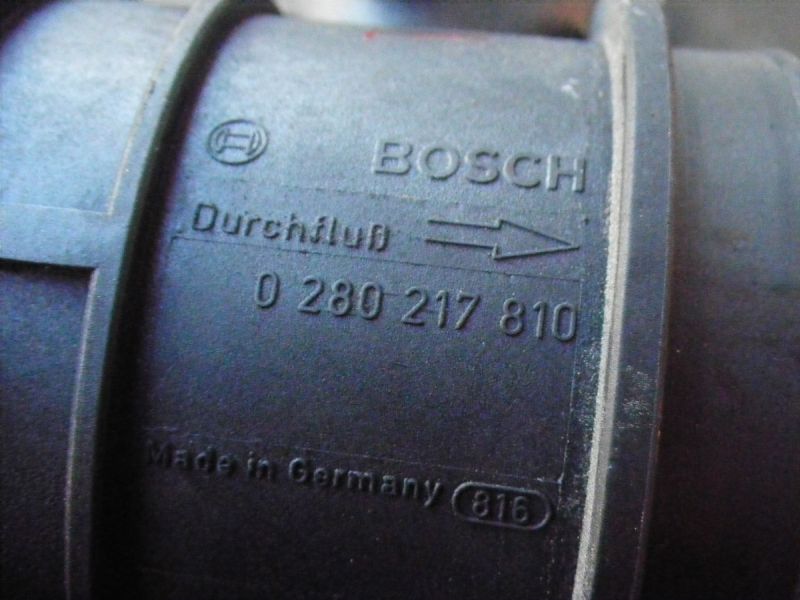 BOSCH
Durchfluß
0 280 217 810
Made in Germany 816